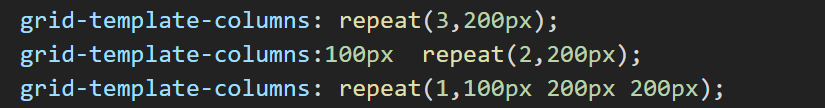 grid-template-columns: repeat(3,200px);
grid-template-columns:100px  repeat(2,200px);
grid-template-columns: repeat(1,100px 200px 200px);